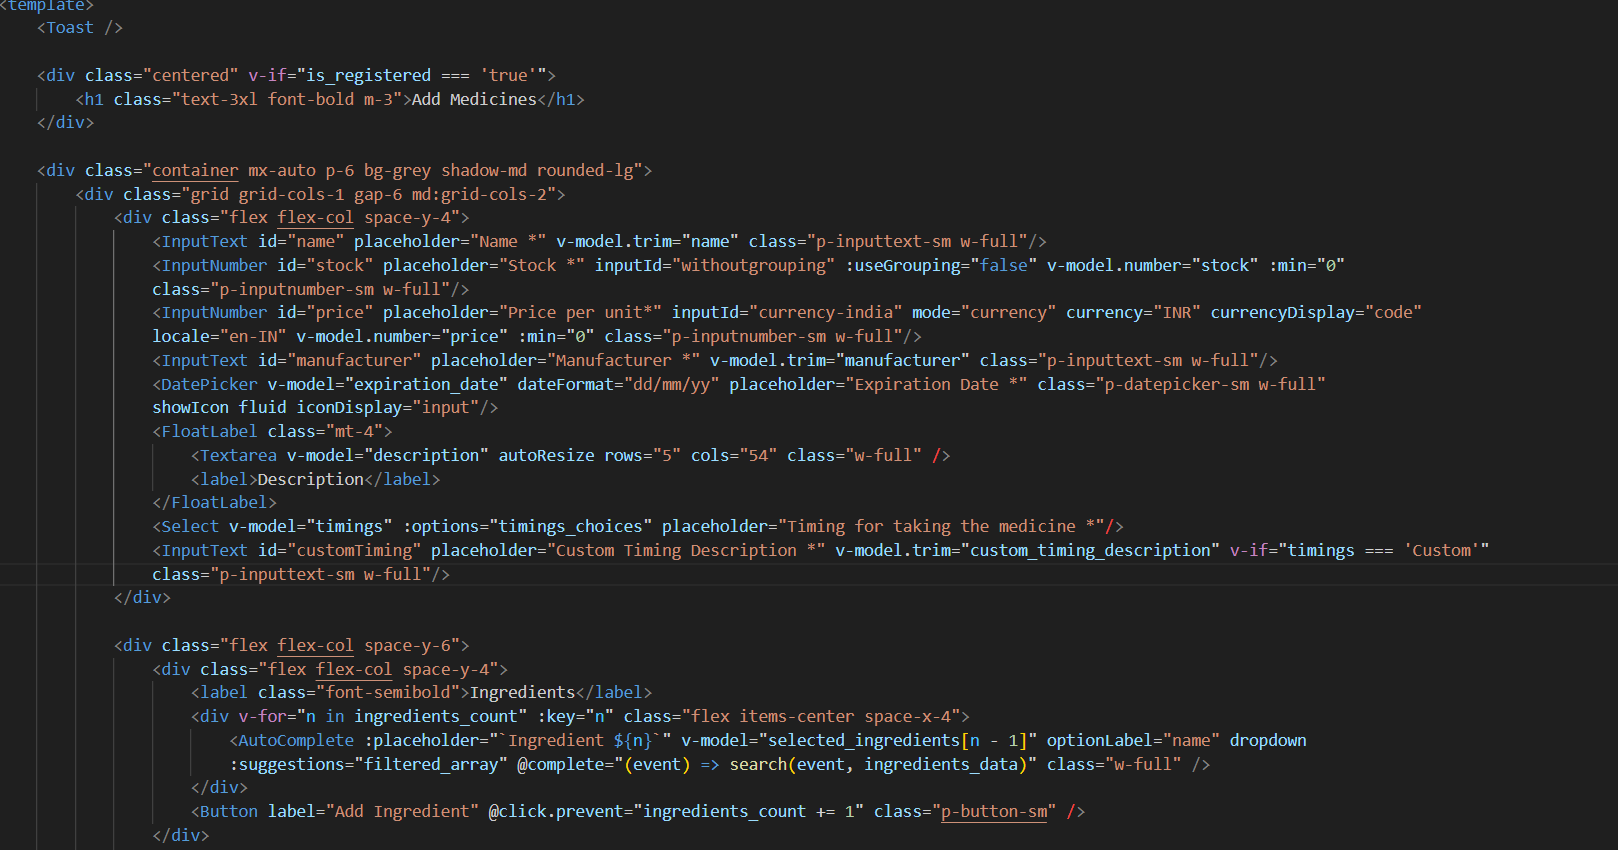 <template>
    <Toast />

    <div class="centered" v-if="is_registered === 'true'">
        <h1 class="text-3xl font-bold m-3">Add Medicines</h1>
    </div>

    <div class="container mx-auto p-6 bg-grey shadow-md rounded-lg">
        <div class="grid grid-cols-1 gap-6 md:grid-cols-2">
            <div class="flex flex-col space-y-4">
                <InputText id="name" placeholder="Name *" v-model.trim="name" class="p-inputtext-sm w-full"/>
                <InputNumber id="stock" placeholder="Stock *" inputId="withoutgrouping" :useGrouping="false" v-model.number="stock" :min="0"
                class="p-inputnumber-sm w-full"/>
                <InputNumber id="price" placeholder="Price per unit*" inputId="currency-india" mode="currency" currency="INR" currencyDisplay="code"
                locale="en-IN" v-model.number="price" :min="0" class="p-inputnumber-sm w-full"/>
                <InputText id="manufacturer" placeholder="Manufacturer *" v-model.trim="manufacturer" class="p-inputtext-sm w-full"/>
                <DatePicker v-model="expiration_date" dateFormat="dd/mm/yy" placeholder="Expiration Date *" class="p-datepicker-sm w-full"
                showIcon fluid iconDisplay="input"/>
                <FloatLabel class="mt-4">
                    <Textarea v-model="description" autoResize rows="5" cols="54" class="w-full" />
                    <label>Description</label>
                </FloatLabel>
                <Select v-model="timings" :options="timings_choices" placeholder="Timing for taking the medicine *"/>
                <InputText id="customTiming" placeholder="Custom Timing Description *" v-model.trim="custom_timing_description" v-if="timings === 'Custom'"
                class="p-inputtext-sm w-full"/>
            </div>

            <div class="flex flex-col space-y-6">
                <div class="flex flex-col space-y-4">
                    <label class="font-semibold">Ingredients</label>
                    <div v-for="n in ingredients_count" :key="n" class="flex items-center space-x-4">
                        <AutoComplete :placeholder="`Ingredient ${n}`" v-model="selected_ingredients[n - 1]" optionLabel="name" dropdown
                        :suggestions="filtered_array" @complete="(event) => search(event, ingredients_data)" class="w-full" />
                    </div>
                    <Button label="Add Ingredient" @click.prevent="ingredients_count += 1" class="p-button-sm" />
                </div>